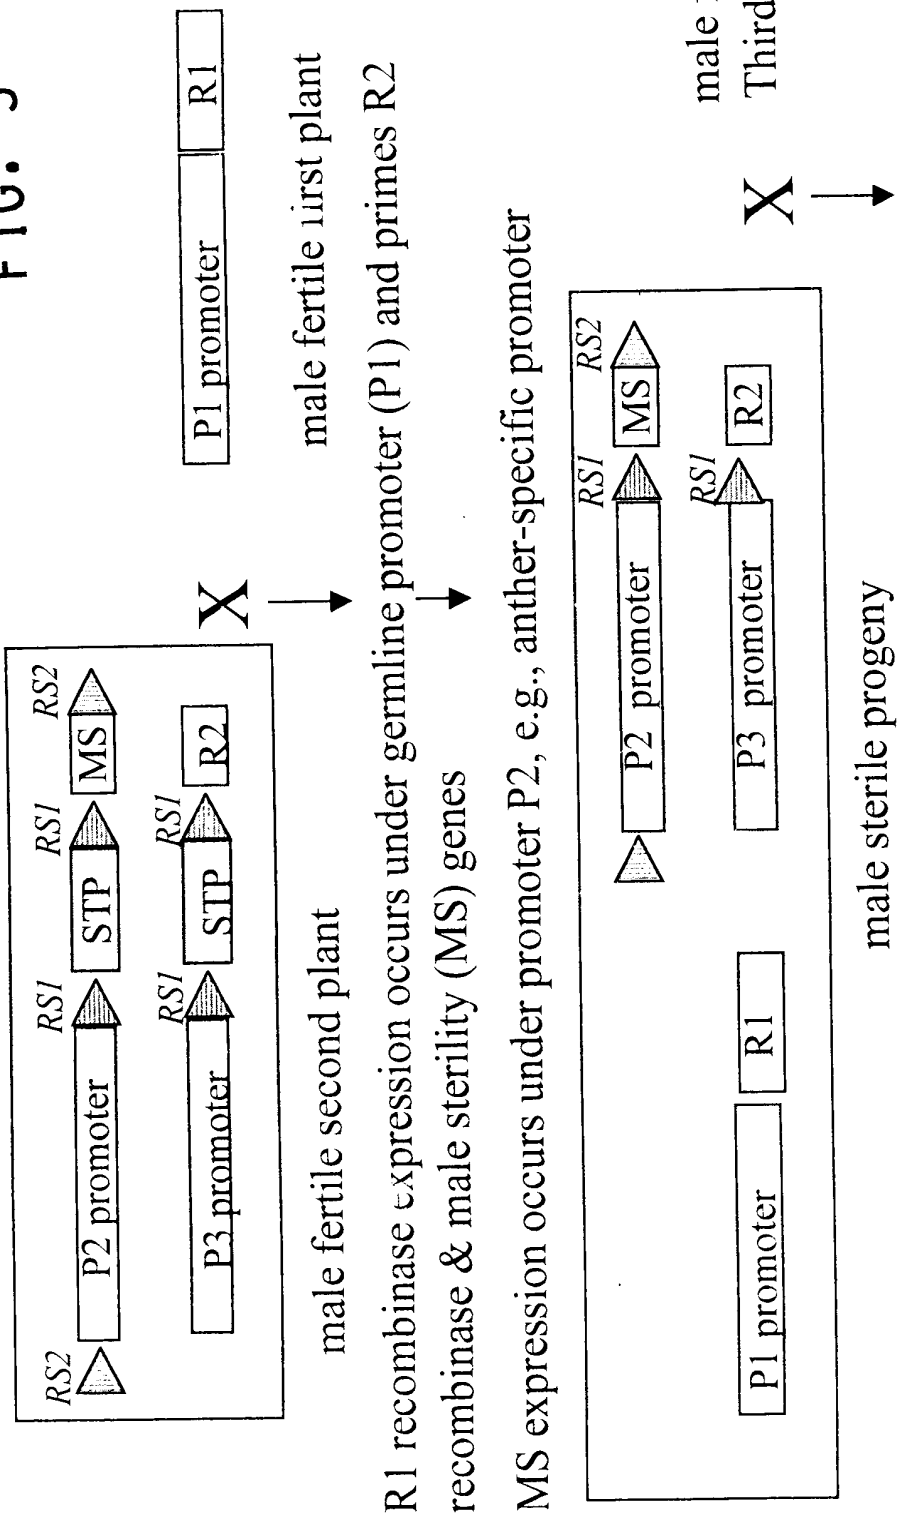 FIG.
RS2 P2 promoter RS1 STP RS1 MS RS2
P3 promoter RS1 STP RS1 R2
X
P1 promoter R1
male fertile second plant
male fertile plant
R1 recombinase expression occurs under germline promoter (P1) and primes R2
recombinase & male sterility (MS) genes
MS expression occurs under promoter P2, e.g., anther-specific promoter
P2 promoter RS1 MS RS2
P1 promoter R1 P3 promoter RS1 R2
X
male
Third
male sterile progeny